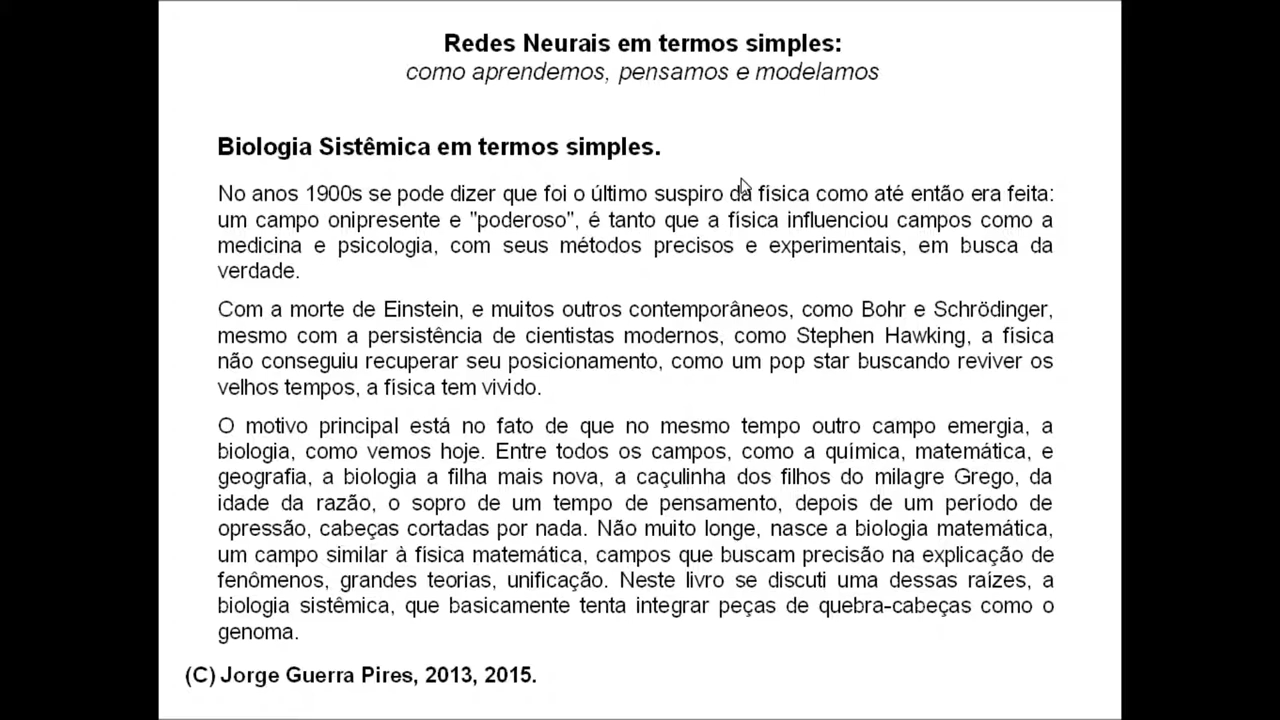 Redes Neurais em termos simples:
como aprendemos, pensamos e modelamos
Biologia Sistêmica em termos simples.
No anos 1900s se pode dizer que foi o último suspiro da física como até então era feita:
um campo onipresente e "poderoso", é tanto que a física influenciou campos como a
medicina e psicologia, com seus métodos precisos e experimentais, em busca da
verdade.
Com a morte de Einstein, e muitos outros contemporâneos, como Bohr e Schrödinger,
mesmo com a persistência de cientistas modernos, como Stephen Hawking, a física
não conseguiu recuperar seu posicionamento, como um pop star buscando reviver os
velhos tempos, a física tem vivido.
O motivo principal está no fato de que no mesmo tempo outro campo emergia, a
biologia, como vemos hoje. Entre todos os campos, como a química, matemática, e
geografia, a biologia a filha mais nova, a caçulinha dos filhos do milagre Grego, da
idade da razão, o sopro de um tempo de pensamento, depois de um período de
opressão, cabeças cortadas por nada. Não muito longe, nasce a biologia matemática,
um campo similar à física matemática, campos que buscam precisão na explicação de
fenômenos, grandes teorias, unificação. Neste livro se discuti uma dessas raízes, a
biologia sistêmica, que basicamente tenta integrar peças de quebra-cabeças como o
genoma.
(C) Jorge Guerra Pires, 2013, 2015.